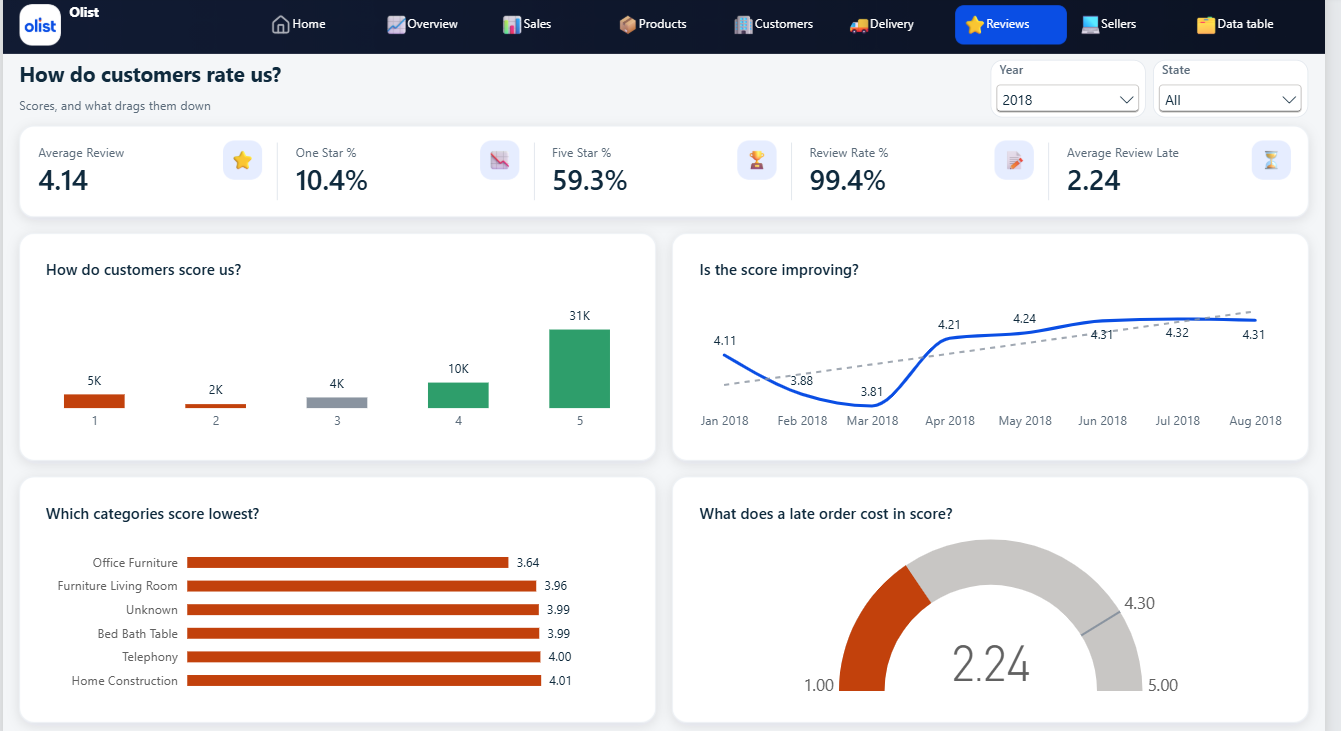 olist
Olist
Home
Overview
Sales
Products
Customers
Delivery
Reviews
Sellers
Data table
How do customers rate us?
Scores, and what drags them down
Year
2018
State
All
Average Review
4.14
One Star %
10.4%
Five Star %
59.3%
Review Rate %
99.4%
Average Review Late
2.24
How do customers score us?
5K
2K
4K
10K
31K
1
2
3
4
5
Is the score improving?
4.11
3.88
3.81
4.21
4.24
4.31
4.32
4.31
Jan 2018
Feb 2018
Mar 2018
Apr 2018
May 2018
Jun 2018
Jul 2018
Aug 2018
Which categories score lowest?
Office Furniture 3.64
Furniture Living Room 3.96
Unknown 3.99
Bed Bath Table 3.99
Telephony 4.00
Home Construction 4.01
What does a late order cost in score?
4.30
2.24
1.00
5.00